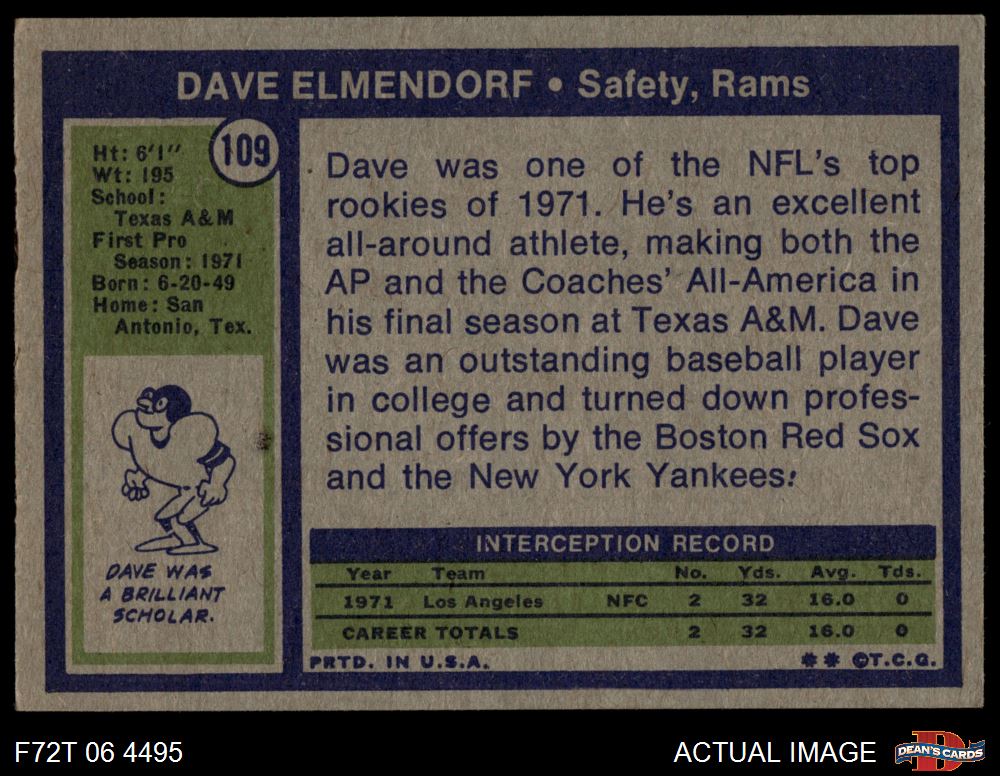 DAVE ELMENDORF • Safety, Rams
109
Ht: 6'1"
Wt: 195
School:
Texas A&M
First Pro
Season: 1971
Born: 6-20-49
Home: San
Antonio, Tex.
DAVE WAS
A BRILLIANT
SCHOLAR.
Dave was one of the NFL's top
rookies of 1971. He's an excellent
all-around athlete, making both the
AP and the Coaches' All-America in
his final season at Texas A&M. Dave
was an outstanding baseball player
in college and turned down profes-
sional offers by the Boston Red Sox
and the New York Yankees.
INTERCEPTION RECORD
Year Team No. Yds. Avg. Tds.
1971 Los Angeles NFC 2 32 16.0 0
CAREER TOTALS 2 32 16.0 0
PRTD. IN U.S.A. ** ©T.C.G.
F72T 06 4495 ACTUAL IMAGE
D
DEAN'S CARDS